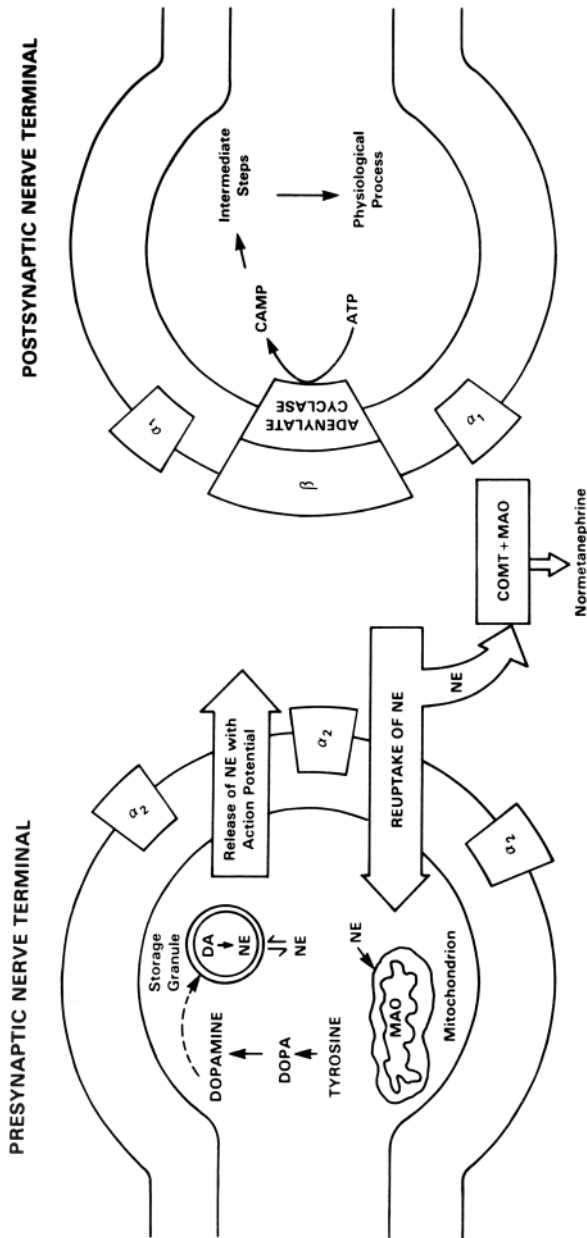 PRESYNAPTIC NERVE TERMINAL
α₂
Storage
Granule
DA
NE
NE
DOPAMINE
DOPA
TYROSINE
NE
MAO
Mitochondrion
Release of NE with
Action Potential
α₂
REUPTAKE OF NE
NE
α₂
COMT + MAO
Normetanephrine
POSTSYNAPTIC NERVE TERMINAL
α₁
β
ADENYLATE
CYCLASE
CAMP
ATP
Intermediate
Steps
Physiological
Process
α₁